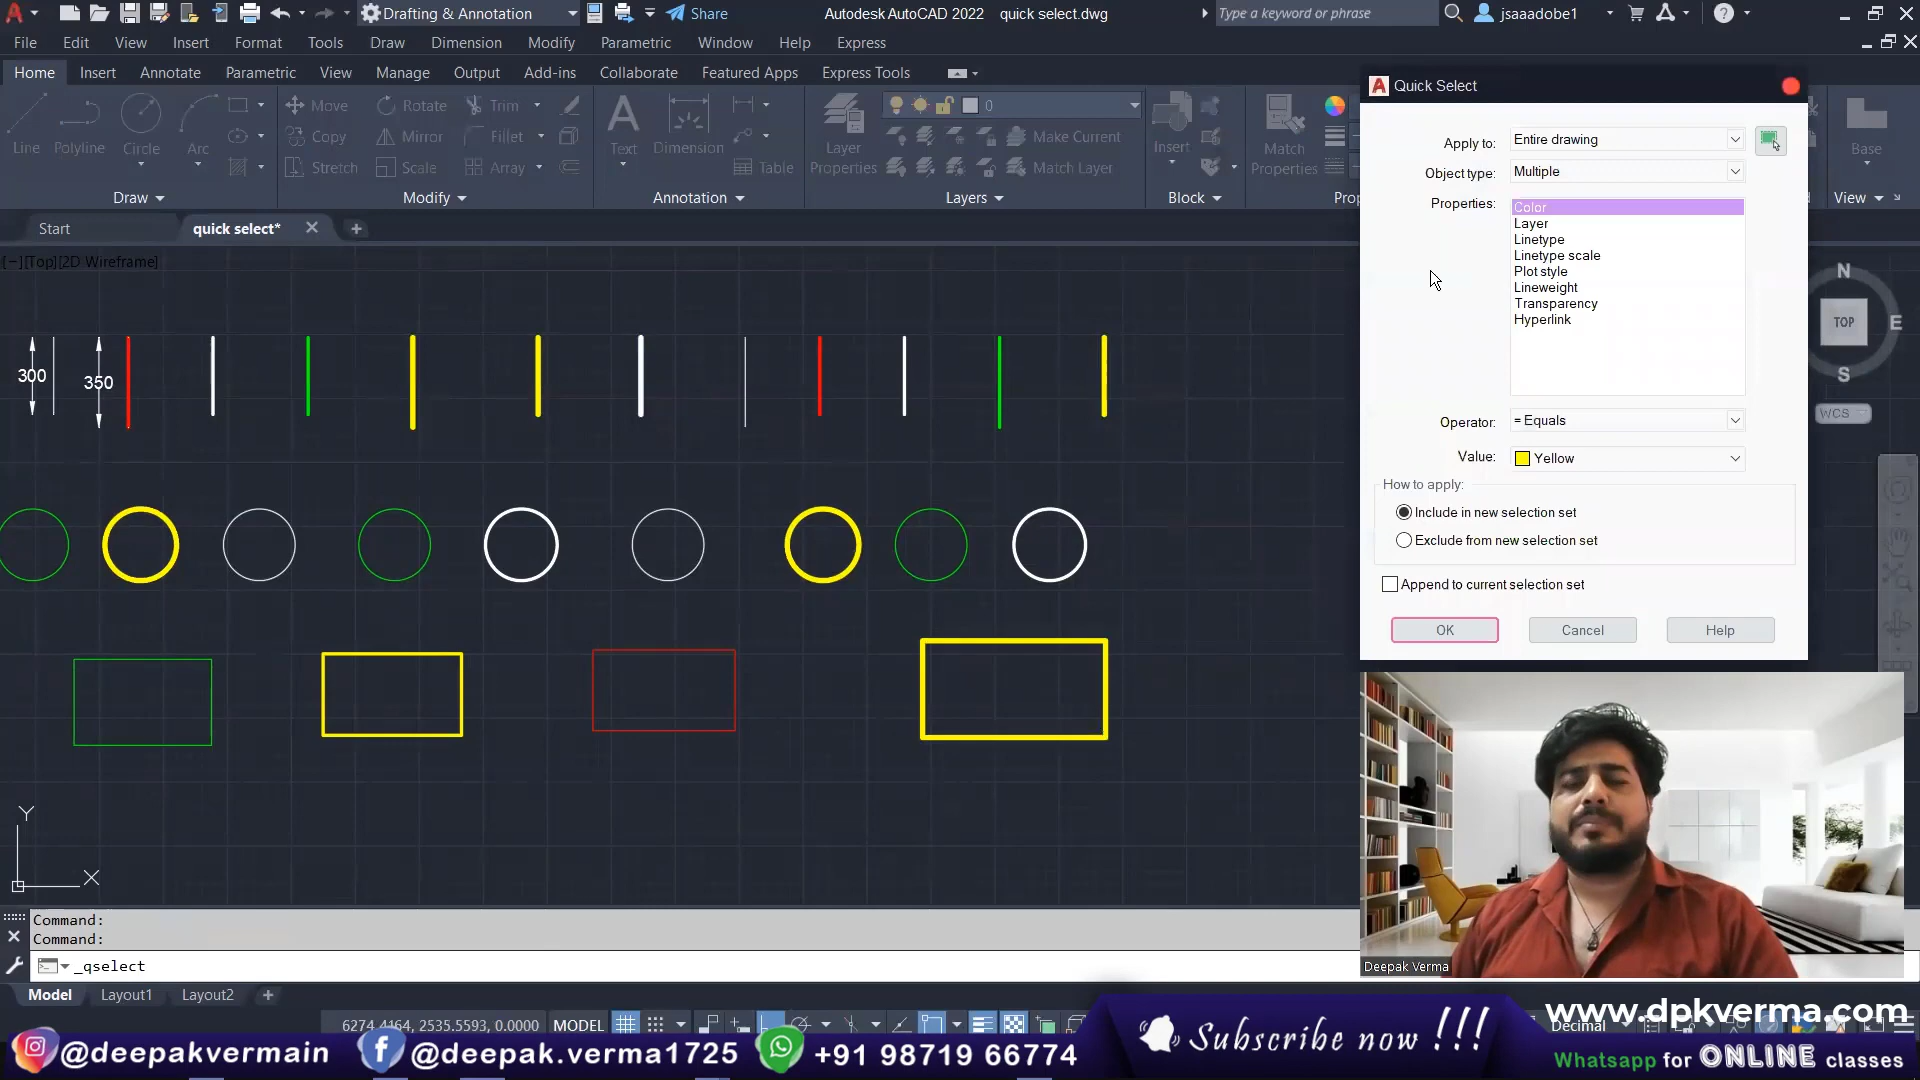 Drafting & Annotation
Share
Autodesk AutoCAD 2022 quick select.dwg
Type a keyword or phrase
jsaaadobe1
File Edit View Insert Format Tools Draw Dimension Modify Parametric Window Help Express
Home Insert Annotate Parametric View Manage Output Add-ins Collaborate Featured Apps Express Tools
Line Polyline Circle Arc
Move Rotate Trim
Copy Mirror Fillet
Stretch Scale Array
Text Dimension Table
Layer Properties
0
Make Current
Match Layer
Insert
Match Properties
Base
Draw Modify Annotation Layers Block Prop View
Start quick select*
[−][Top][2D Wireframe]
300
350
Y
X
Quick Select
Apply to: Entire drawing
Object type: Multiple
Properties: Color
Layer
Linetype
Linetype scale
Plot style
Lineweight
Transparency
Hyperlink
Operator: = Equals
Value: Yellow
How to apply:
Include in new selection set
Exclude from new selection set
Append to current selection set
OK Cancel Help
N
TOP E
S
WCS
Deepak Verma
Command:
Command:
_qselect
Model Layout1 Layout2
6274.4164, 2535.5593, 0.0000 MODEL
Decimal
@deepakvermain @deepak.verma1725 +91 98719 66774
Subscribe now !!!
www.dpkverma.com
Whatsapp for ONLINE classes